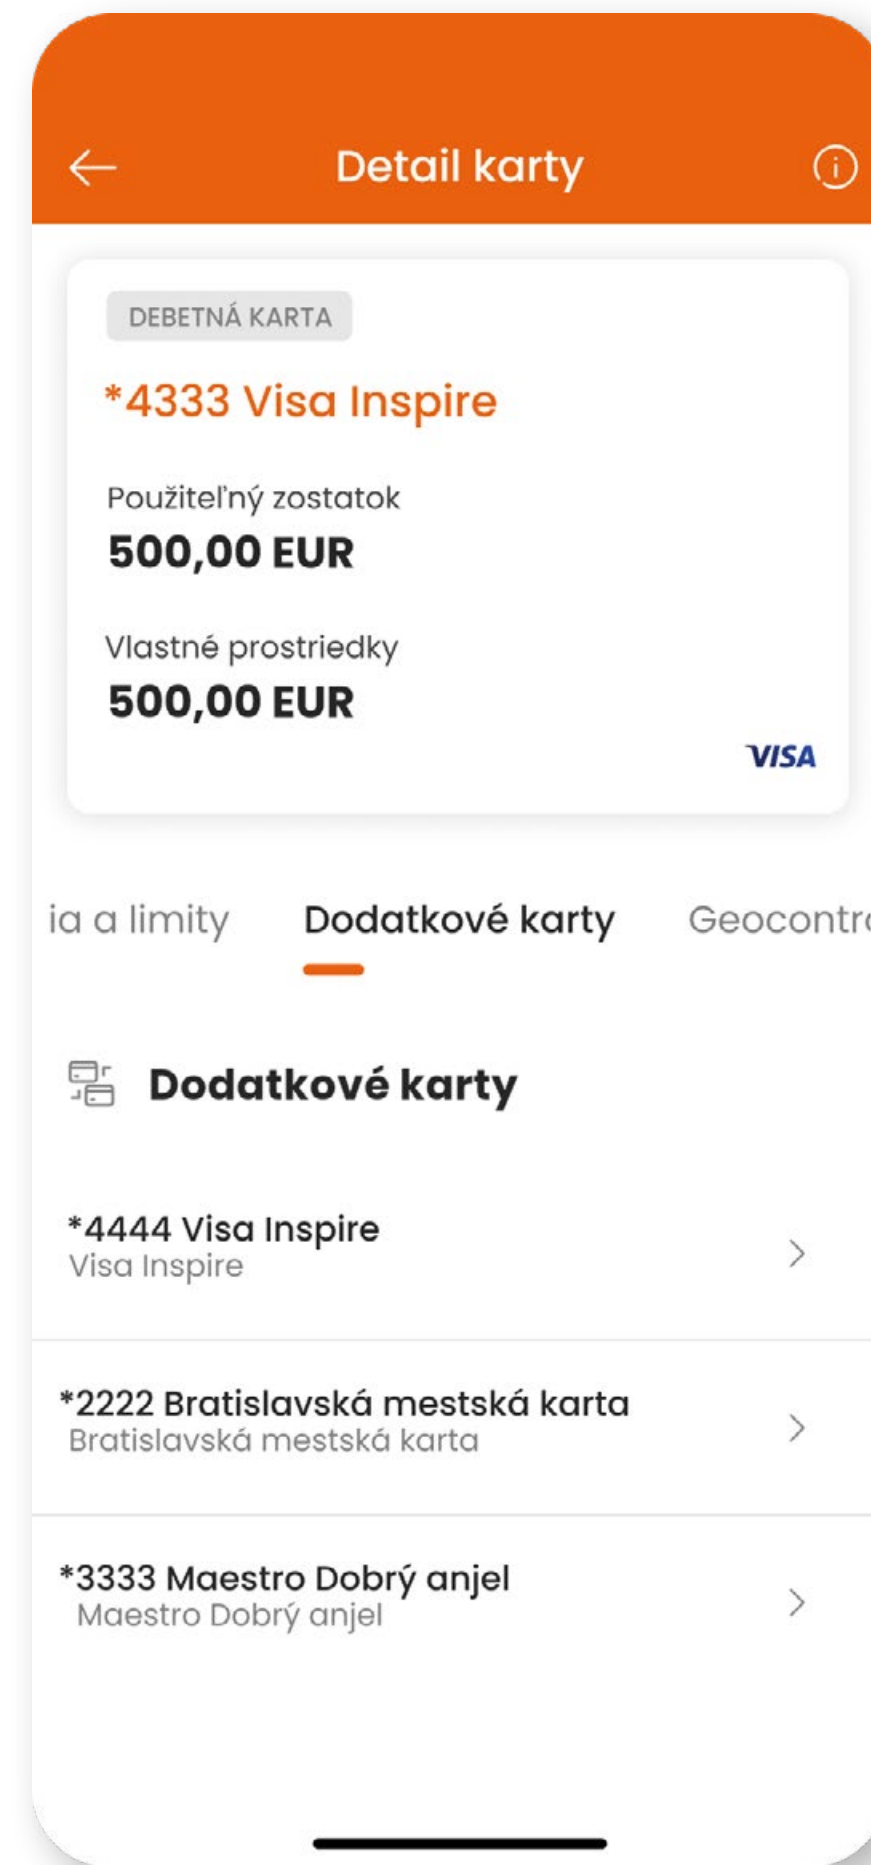 Detail karty
DEBETNÁ KARTA
*4333 Visa Inspire
Použiteľný zostatok
500,00 EUR
Vlastné prostriedky
500,00 EUR
VISA
ia a limity Dodatkové karty Geocontro
Dodatkové karty
*4444 Visa Inspire
Visa Inspire
*2222 Bratislavská mestská karta
Bratislavská mestská karta
*3333 Maestro Dobrý anjel
Maestro Dobrý anjel